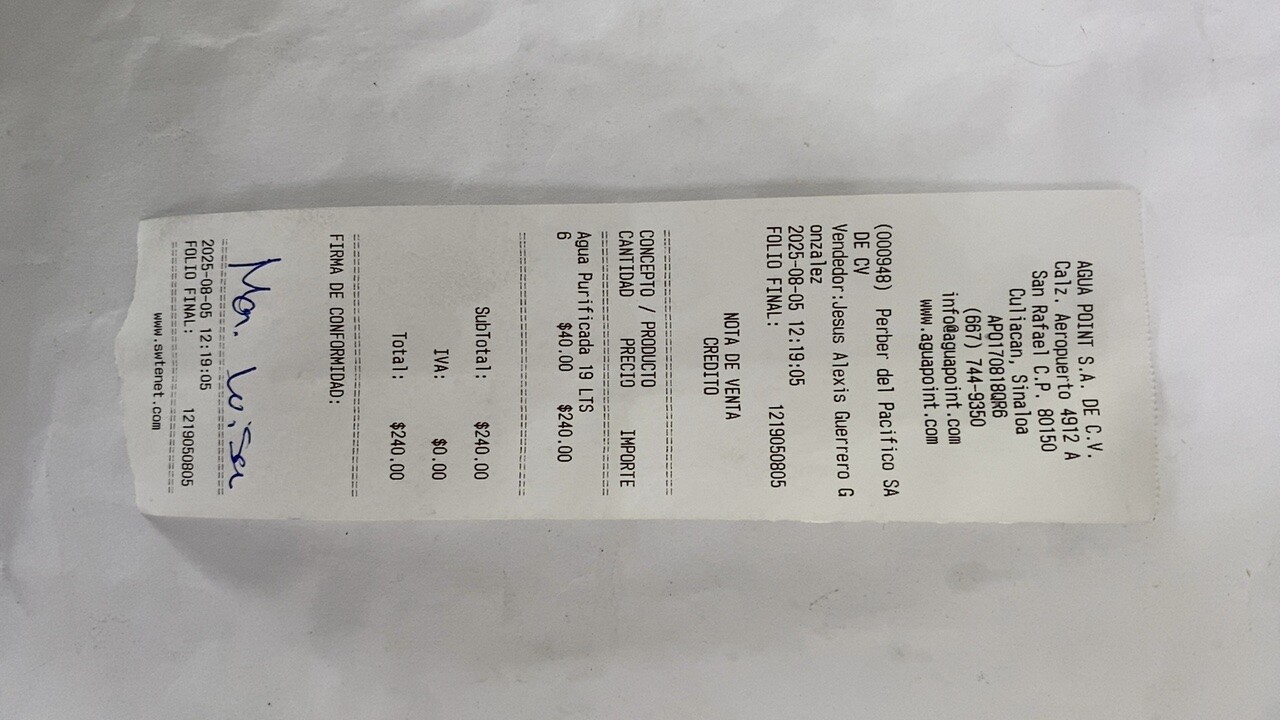 AGUA POINT S.A. DE C.V.
Calz. Aeropuerto 4912 A
San Rafael C.P. 80150
Culiacan, Sinaloa
APO170818QR6
(667) 744-9350
info@aguapoint.com
www.aguapoint.com
(000948) Perber del Pacifico SA
DE CV
Vendedor:Jesus Alexis Guerrero G
onzalez
2025-08-05 12:19:05
FOLIO FINAL: 1219050805
NOTA DE VENTA
CREDITO
================================
CONCEPTO / PRODUCTO
CANTIDAD PRECIO IMPORTE
================================
Agua Purificada 19 LTS
6 $40.00 $240.00
================================
SubTotal: $240.00
IVA: $0.00
Total: $240.00
================================
FIRMA DE CONFORMIDAD:
Mar. Luisa
================================
2025-08-05 12:19:05
FOLIO FINAL: 1219050805
================================
www.swtenet.com